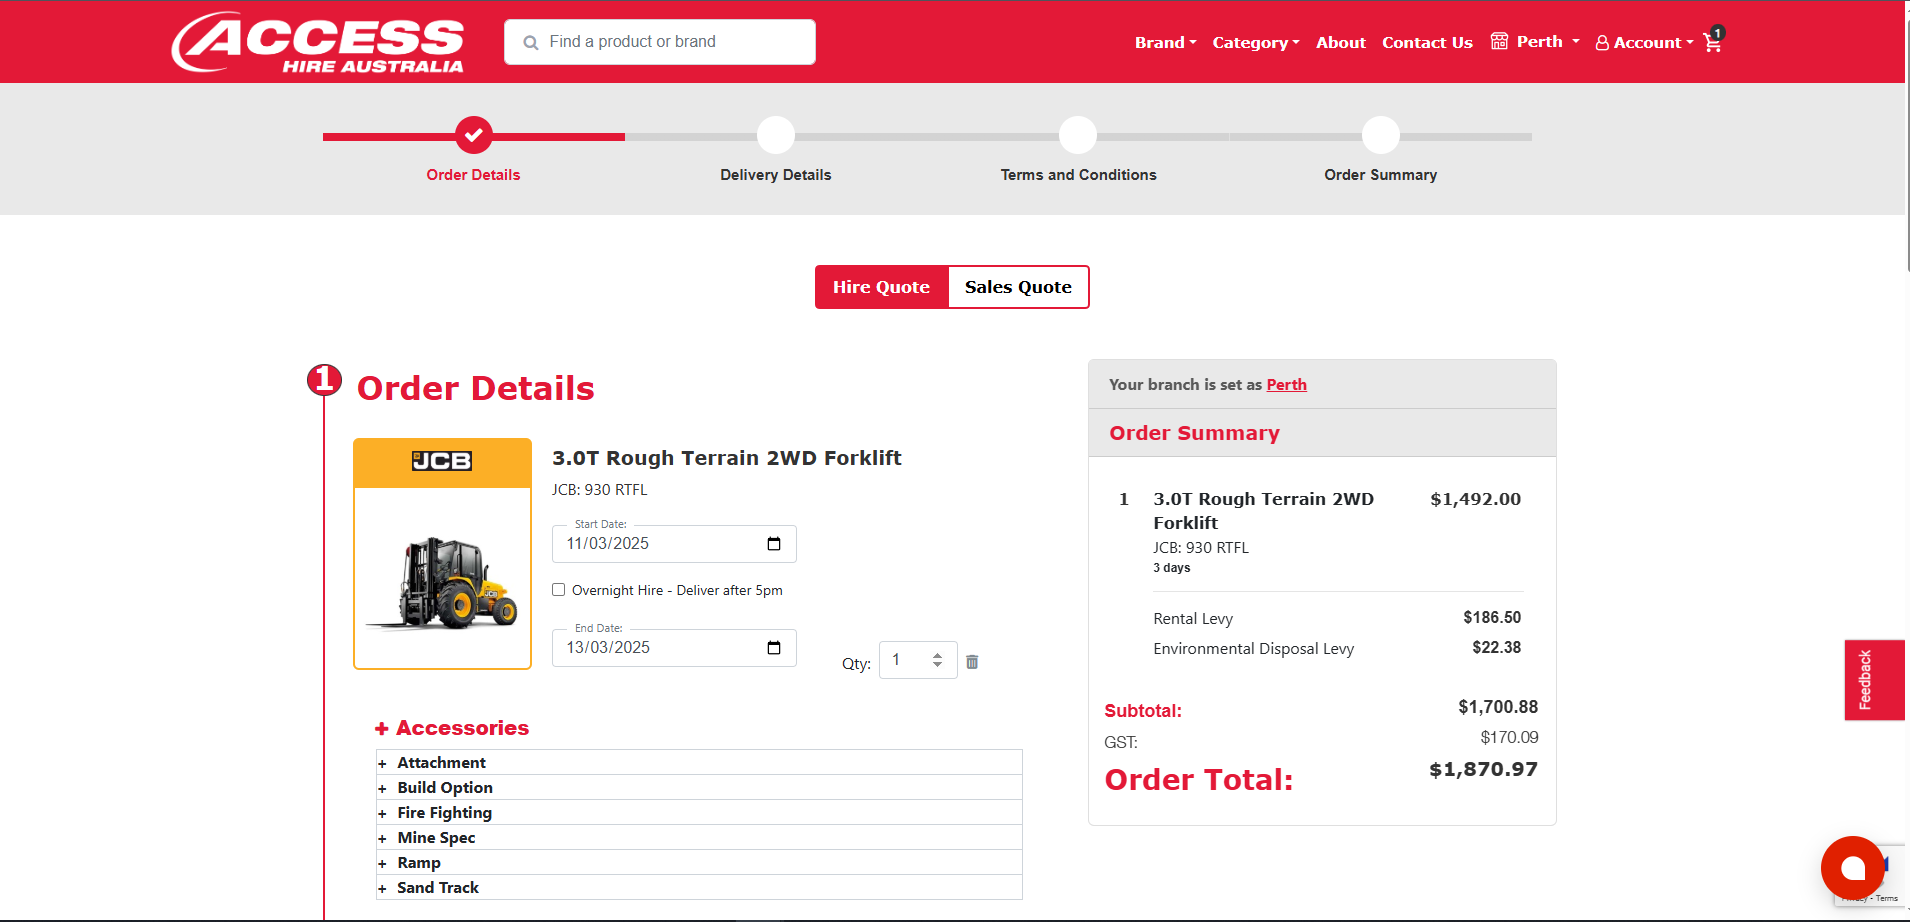 ACCESS
HIRE AUSTRALIA
Find a product or brand
Brand
Category
About
Contact Us
Perth
Account
1
Order Details
Delivery Details
Terms and Conditions
Order Summary
Hire Quote
Sales Quote
1
Order Details
JCB
3.0T Rough Terrain 2WD Forklift
JCB: 930 RTFL
Start Date:
11/03/2025
Overnight Hire - Deliver after 5pm
End Date:
13/03/2025
Qty: 1
JCB
+ Accessories
+ Attachment
+ Build Option
+ Fire Fighting
+ Mine Spec
+ Ramp
+ Sand Track
Your branch is set as Perth
Order Summary
1 3.0T Rough Terrain 2WD $1,492.00
Forklift
JCB: 930 RTFL
3 days
Rental Levy $186.50
Environmental Disposal Levy $22.38
Subtotal: $1,700.88
GST: $170.09
Order Total: $1,870.97
Feedback
- Terms